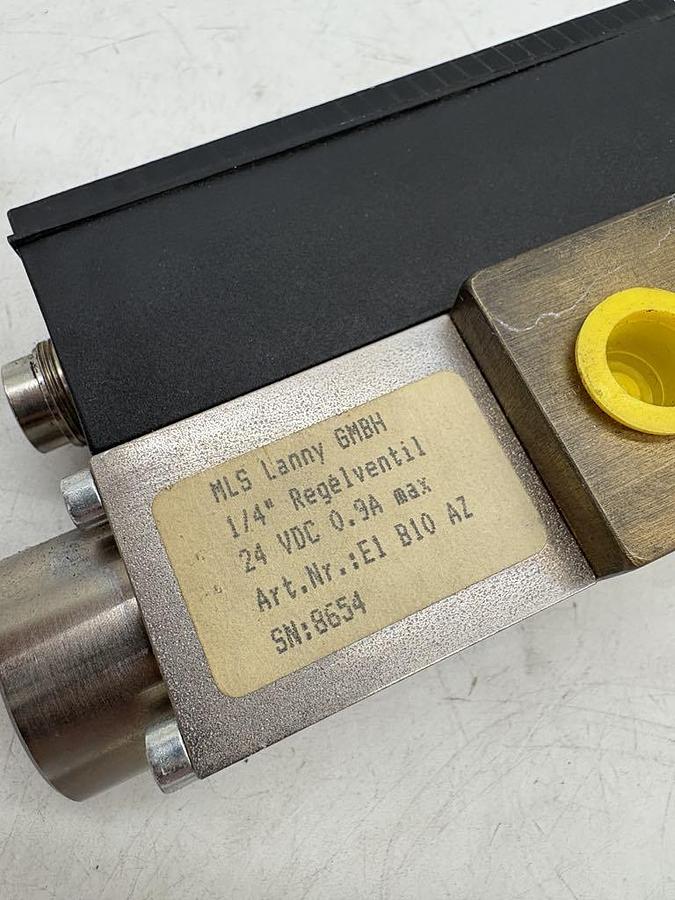 MLS Lanny GMBH
1/4" Regelventil
24 VDC 0.9A max
Art.Nr.:E1 B10 AZ
SN:8654